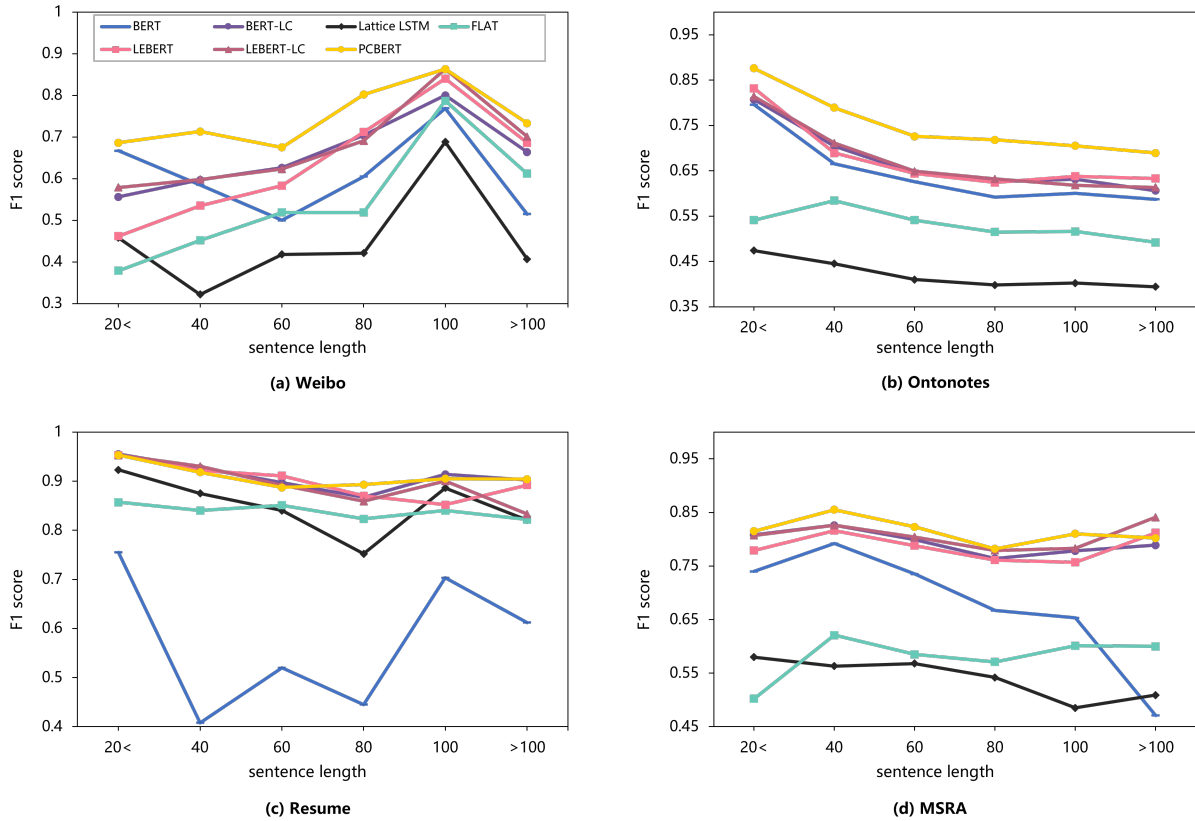 BERT
BERT-LC
Lattice LSTM
FLAT
LEBERT
LEBERT-LC
PCBERT
F1 score
1
0.9
0.8
0.7
0.6
0.5
0.4
0.3
20< 40 60 80 100 >100
sentence length
(a) Weibo
F1 score
0.95
0.85
0.75
0.65
0.55
0.45
0.35
20< 40 60 80 100 >100
sentence length
(b) Ontonotes
F1 score
1
0.9
0.8
0.7
0.6
0.5
0.4
20< 40 60 80 100 >100
sentence length
(c) Resume
F1 score
0.95
0.85
0.75
0.65
0.55
0.45
20< 40 60 80 100 >100
sentence length
(d) MSRA